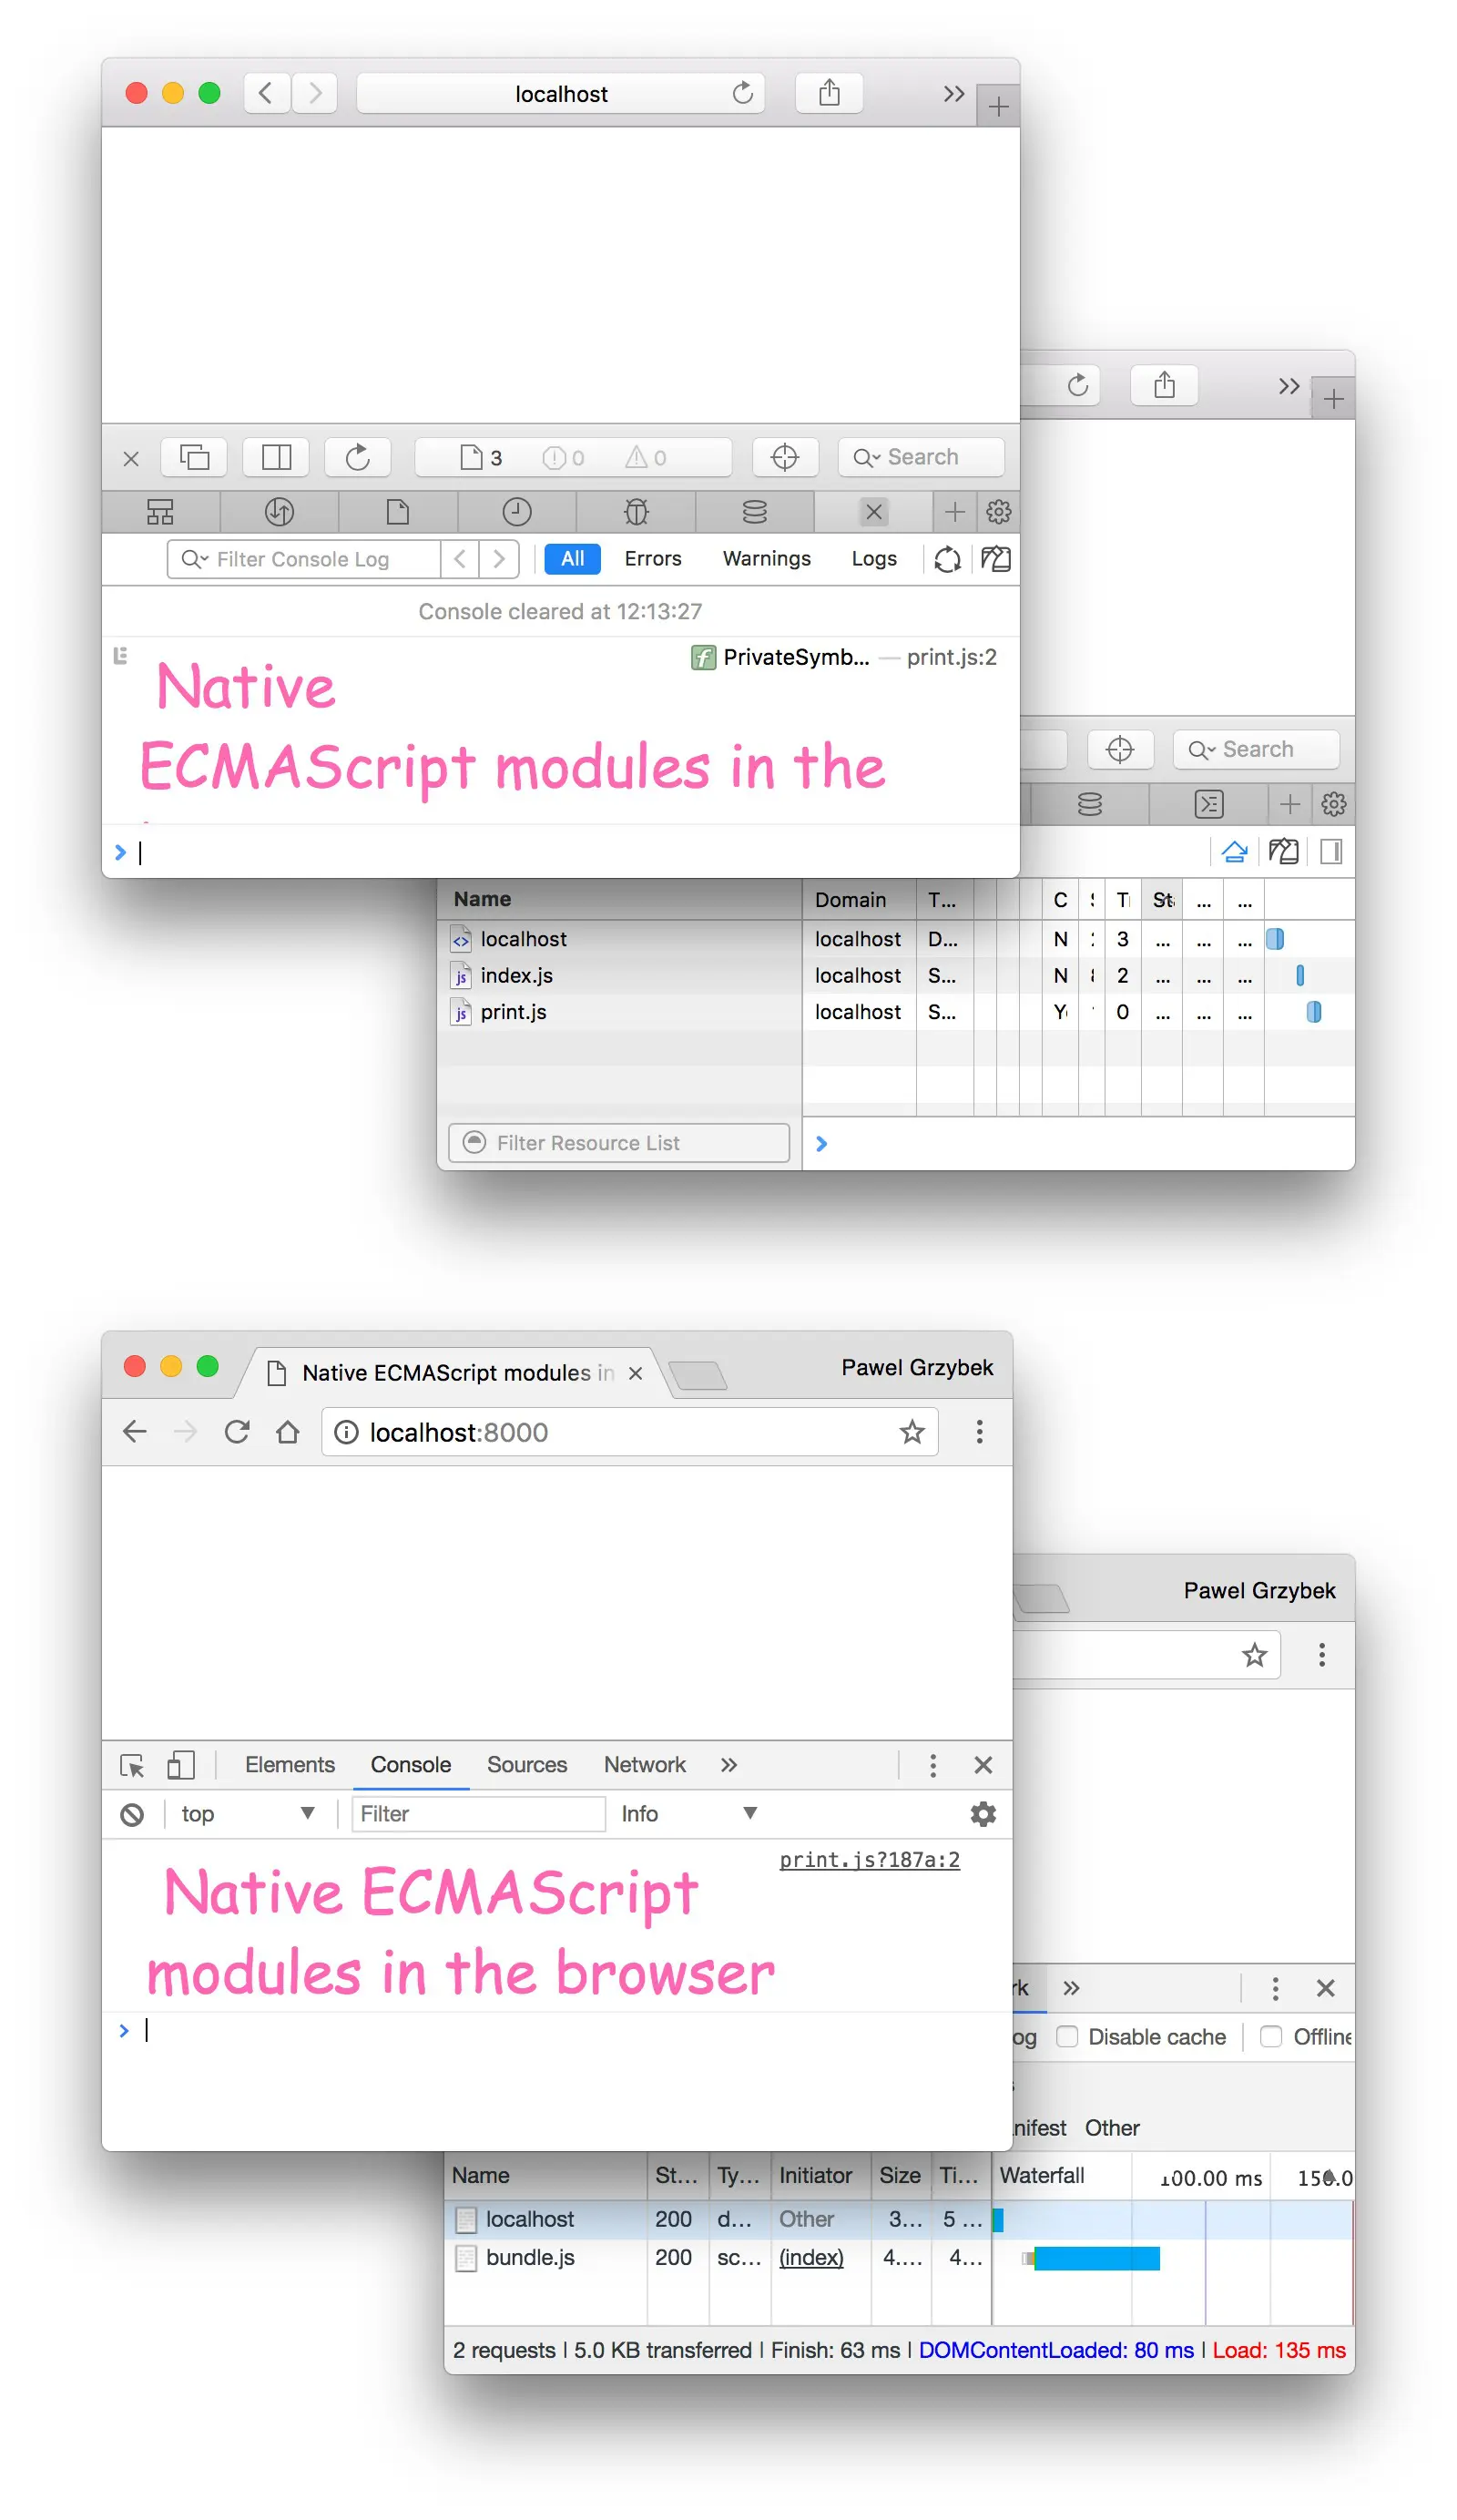 localhost
3 0 0 Search
Filter Console Log All Errors Warnings Logs
Console cleared at 12:13:27
PrivateSymb... — print.js:2
Native
ECMAScript modules in the
Search
Name Domain T... C T St ... ...
localhost localhost D... N 3 ... ... ...
index.js localhost S... N 2 ... ... ...
print.js localhost S... Y 0 ... ... ...
Filter Resource List
Native ECMAScript modules in Pawel Grzybek
localhost:8000
Pawel Grzybek
Elements Console Sources Network
top Filter Info
print.js?187a:2
Native ECMAScript
modules in the browser
rk
og Disable cache Offline
nifest Other
Name St... Ty... Initiator Size Ti... Waterfall 100.00 ms 150.0
localhost 200 d... Other 3... 5 ...
bundle.js 200 sc... (index) 4.... 4...
2 requests | 5.0 KB transferred | Finish: 63 ms | DOMContentLoaded: 80 ms | Load: 135 ms